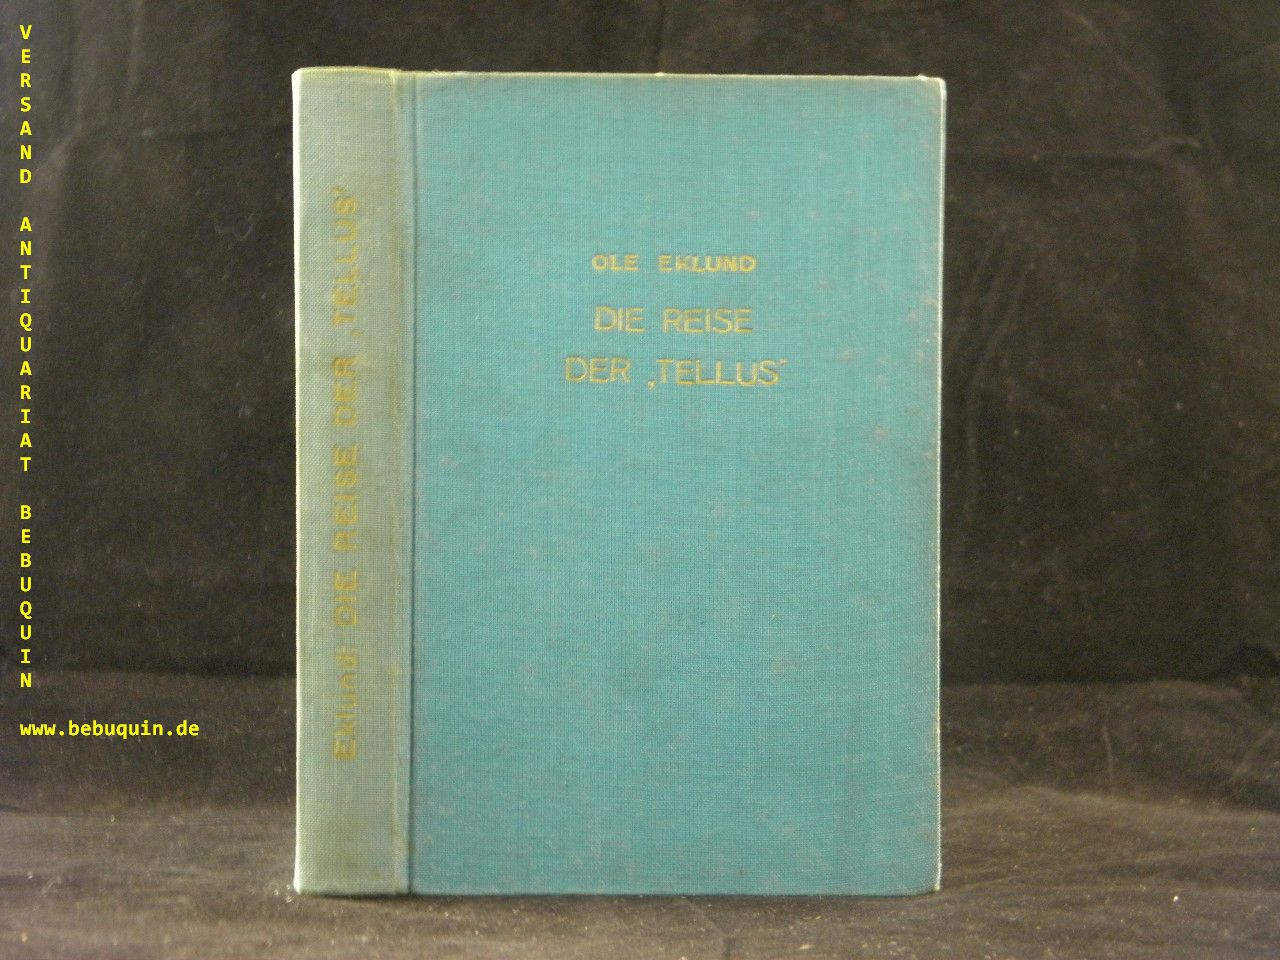 VERSAND ANTIQUARIAT BEBUQUIN
www.bebuquin.de
Eklund: DIE REISE DER ‚TELLUS"
OLE EKLUND
DIE REISE
DER ‚TELLUS"